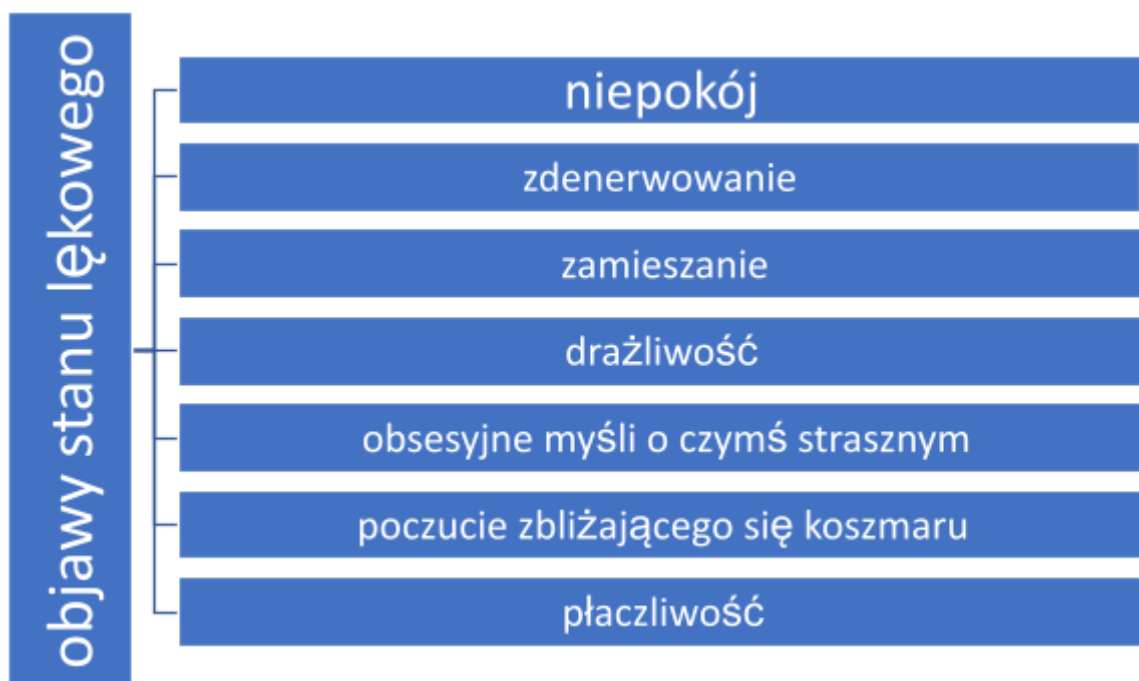 objawy stanu lękowego
niepokój
zdenerwowanie
zamieszanie
drażliwość
obsesyjne myśli o czymś strasznym
poczucie zbliżającego się koszmaru
płaczliwość